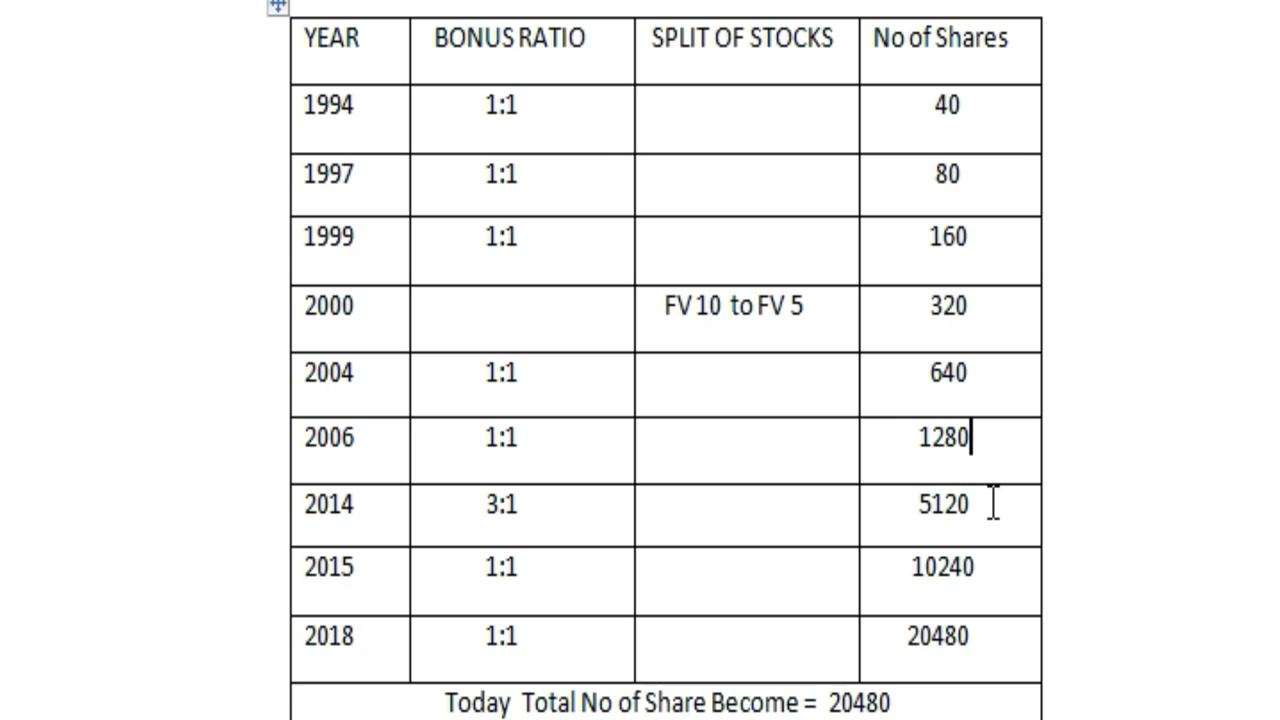 YEAR BONUS RATIO SPLIT OF STOCKS No of Shares
1994 1:1 40
1997 1:1 80
1999 1:1 160
2000 FV 10 to FV 5 320
2004 1:1 640
2006 1:1 1280
2014 3:1 5120
2015 1:1 10240
2018 1:1 20480
Today Total No of Share Become = 20480